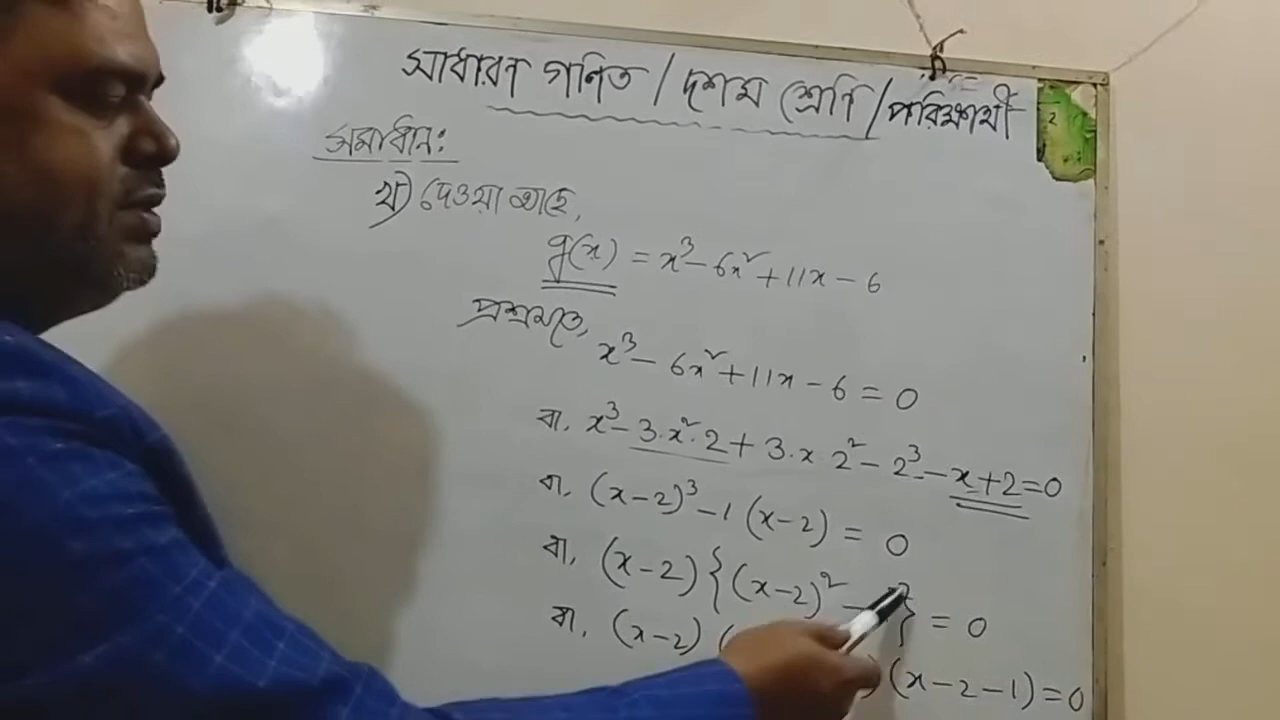 সাধারণ গণিত / দশম শ্রেণি / পরিক্ষার্থী
সমাধান:
খ) দেওয়া আছে,
g(x) = x³ - 6x² + 11x - 6
প্রশ্নমতে,
x³ - 6x² + 11x - 6 = 0
বা, x³ - 3.x².2 + 3.x 2² - 2³ - x + 2 = 0
বা, (x-2)³ - 1 (x-2) = 0
বা, (x-2) {(x-2)² - } = 0
বা, (x-2) ( ) (x-2-1) = 0